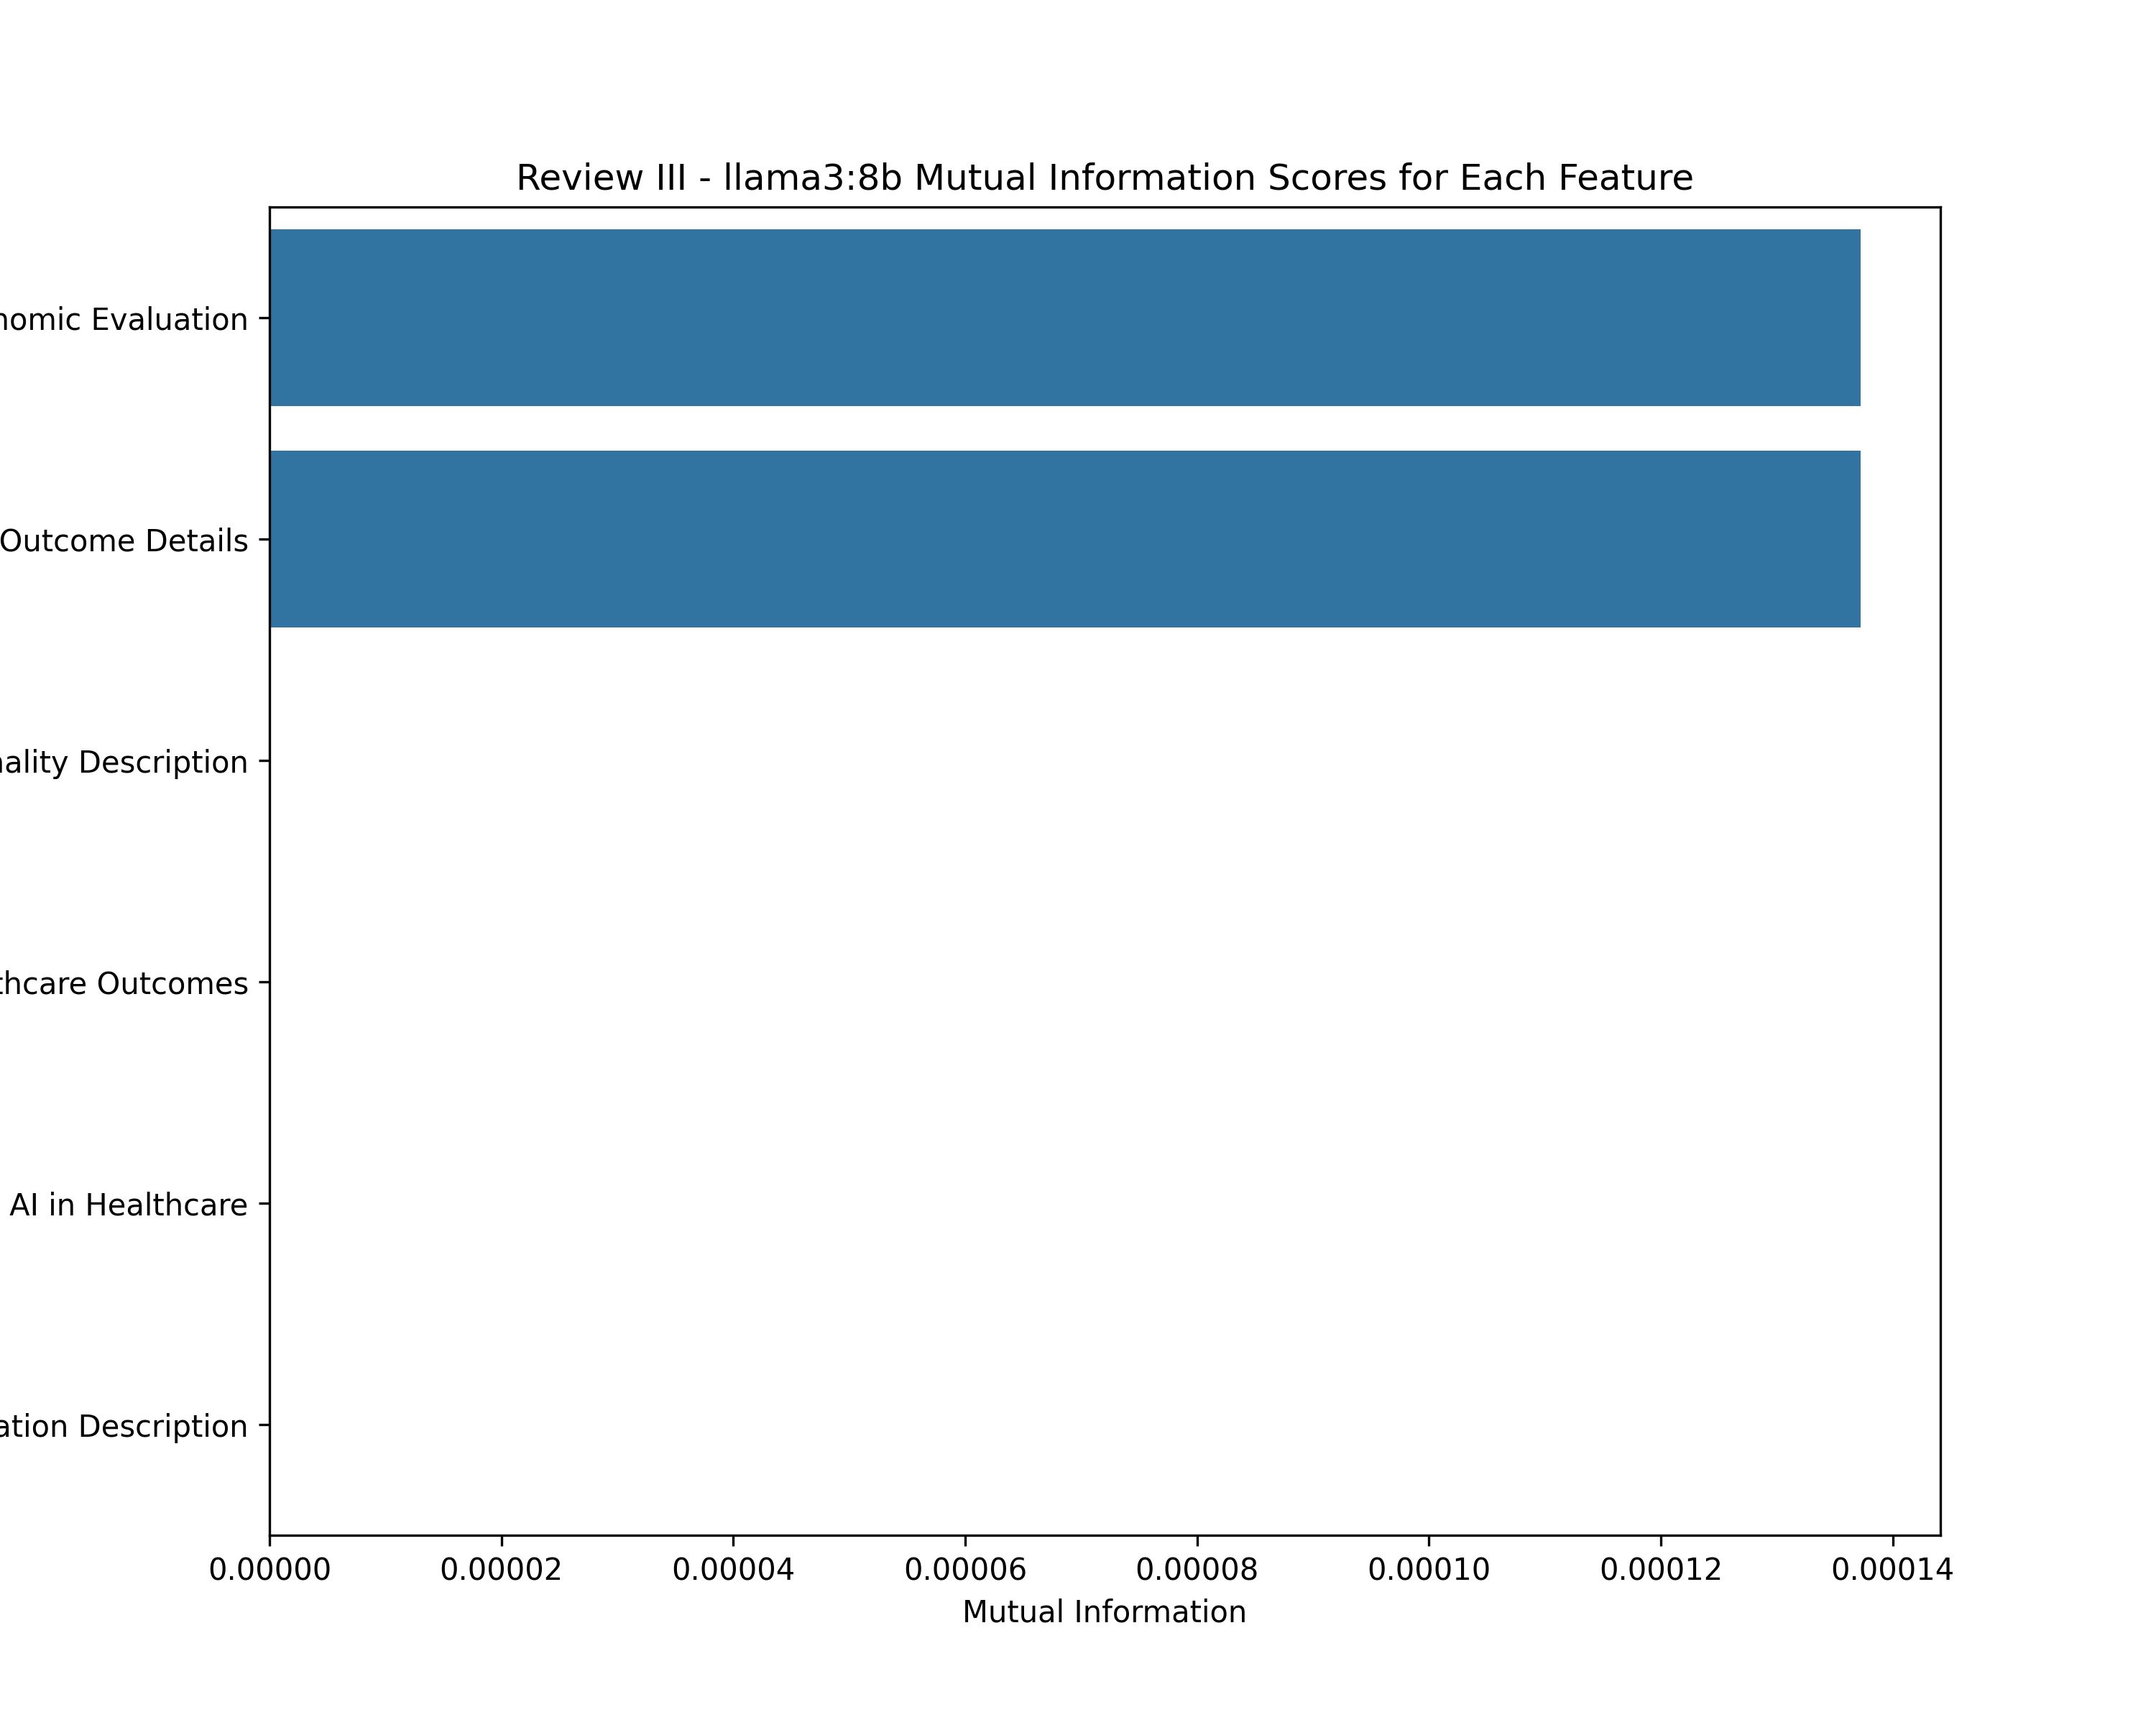 Review III - llama3:8b Mutual Information Scores for Each Feature
nomic Evaluation
Outcome Details
ality Description
thcare Outcomes
AI in Healthcare
ation Description
0.00000 0.00002 0.00004 0.00006 0.00008 0.00010 0.00012 0.00014
Mutual Information